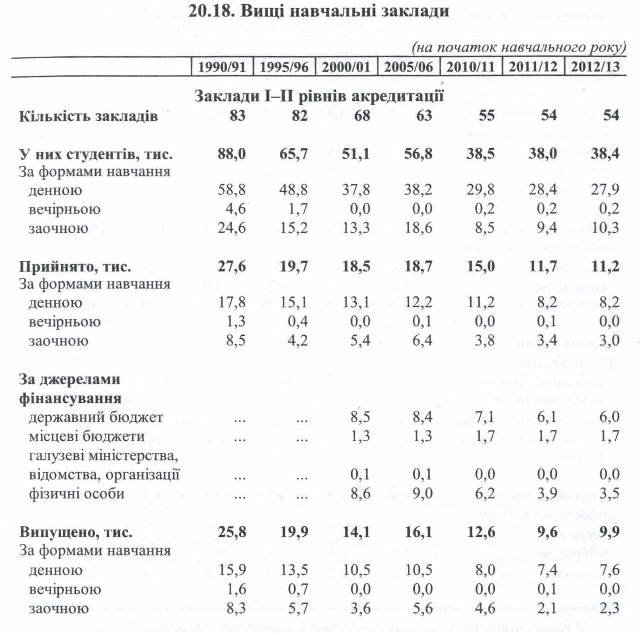 20.18. Вищі навчальні заклади
(на початок навчального року)
1990/91 1995/96 2000/01 2005/06 2010/11 2011/12 2012/13
Заклади I–II рівнів акредитації
Кількість закладів 83 82 68 63 55 54 54
У них студентів, тис. 88,0 65,7 51,1 56,8 38,5 38,0 38,4
За формами навчання
денною 58,8 48,8 37,8 38,2 29,8 28,4 27,9
вечірньою 4,6 1,7 0,0 0,0 0,2 0,2 0,2
заочною 24,6 15,2 13,3 18,6 8,5 9,4 10,3
Прийнято, тис. 27,6 19,7 18,5 18,7 15,0 11,7 11,2
За формами навчання
денною 17,8 15,1 13,1 12,2 11,2 8,2 8,2
вечірньою 1,3 0,4 0,0 0,1 0,0 0,1 0,0
заочною 8,5 4,2 5,4 6,4 3,8 3,4 3,0
За джерелами
фінансування
державний бюджет ... ... 8,5 8,4 7,1 6,1 6,0
місцеві бюджети ... ... 1,3 1,3 1,7 1,7 1,7
галузеві міністерства,
відомства, організації ... ... 0,1 0,1 0,0 0,0 0,0
фізичні особи ... ... 8,6 9,0 6,2 3,9 3,5
Випущено, тис. 25,8 19,9 14,1 16,1 12,6 9,6 9,9
За формами навчання
денною 15,9 13,5 10,5 10,5 8,0 7,4 7,6
вечірньою 1,6 0,7 0,0 0,0 0,0 0,1 0,0
заочною 8,3 5,7 3,6 5,6 4,6 2,1 2,3